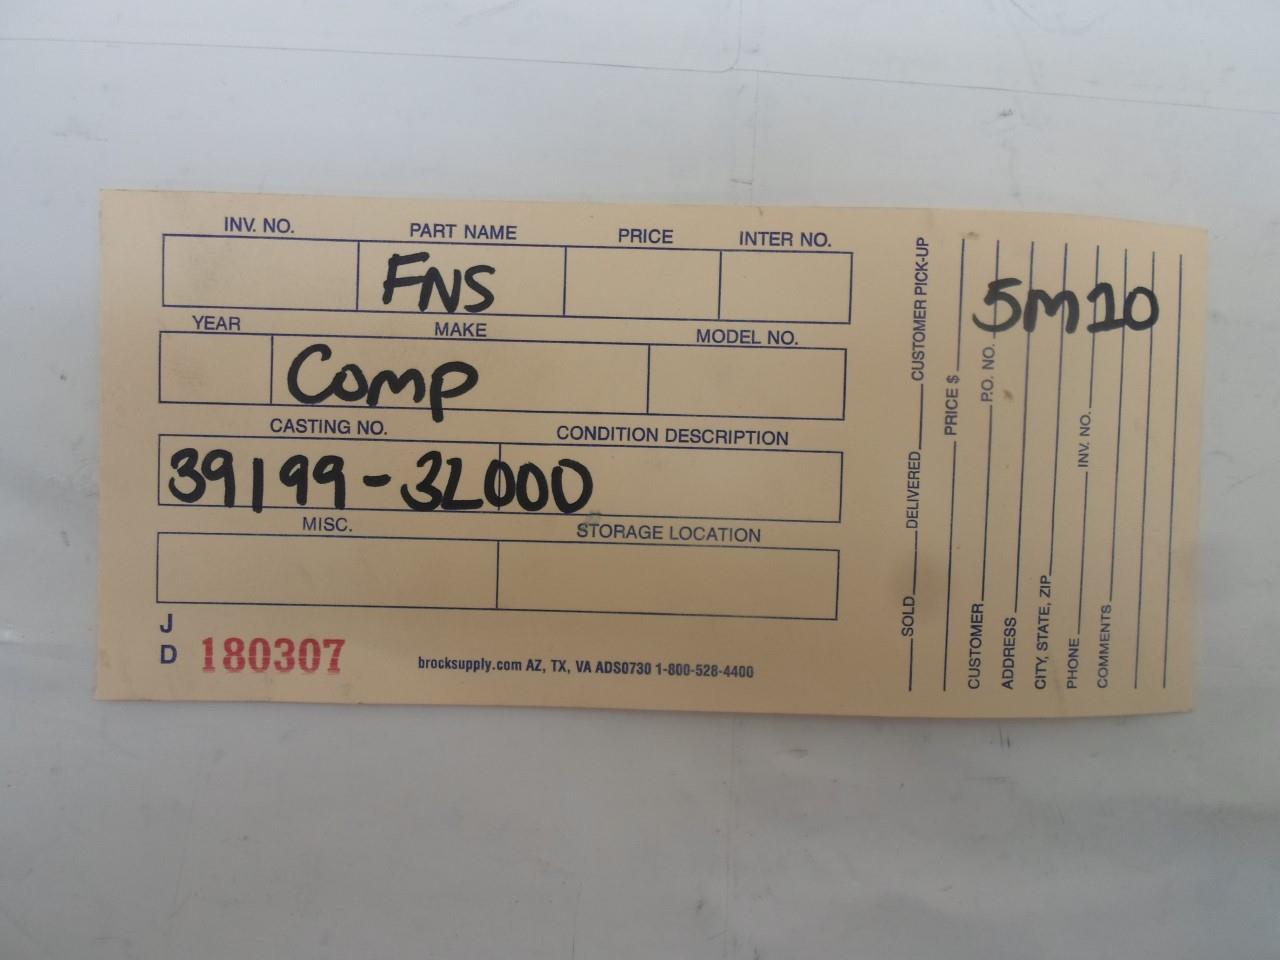 INV. NO. PART NAME PRICE INTER NO.
FNS
YEAR MAKE MODEL NO.
Comp
CASTING NO. CONDITION DESCRIPTION
39199-3L000
MISC. STORAGE LOCATION
J
D 180307 brocksupply.com AZ, TX, VA ADS0730 1-800-528-4400
SOLD DELIVERED CUSTOMER PICK-UP
PRICE $
CUSTOMER P.O. NO.
ADDRESS
CITY, STATE, ZIP
PHONE INV. NO.
COMMENTS
5M10